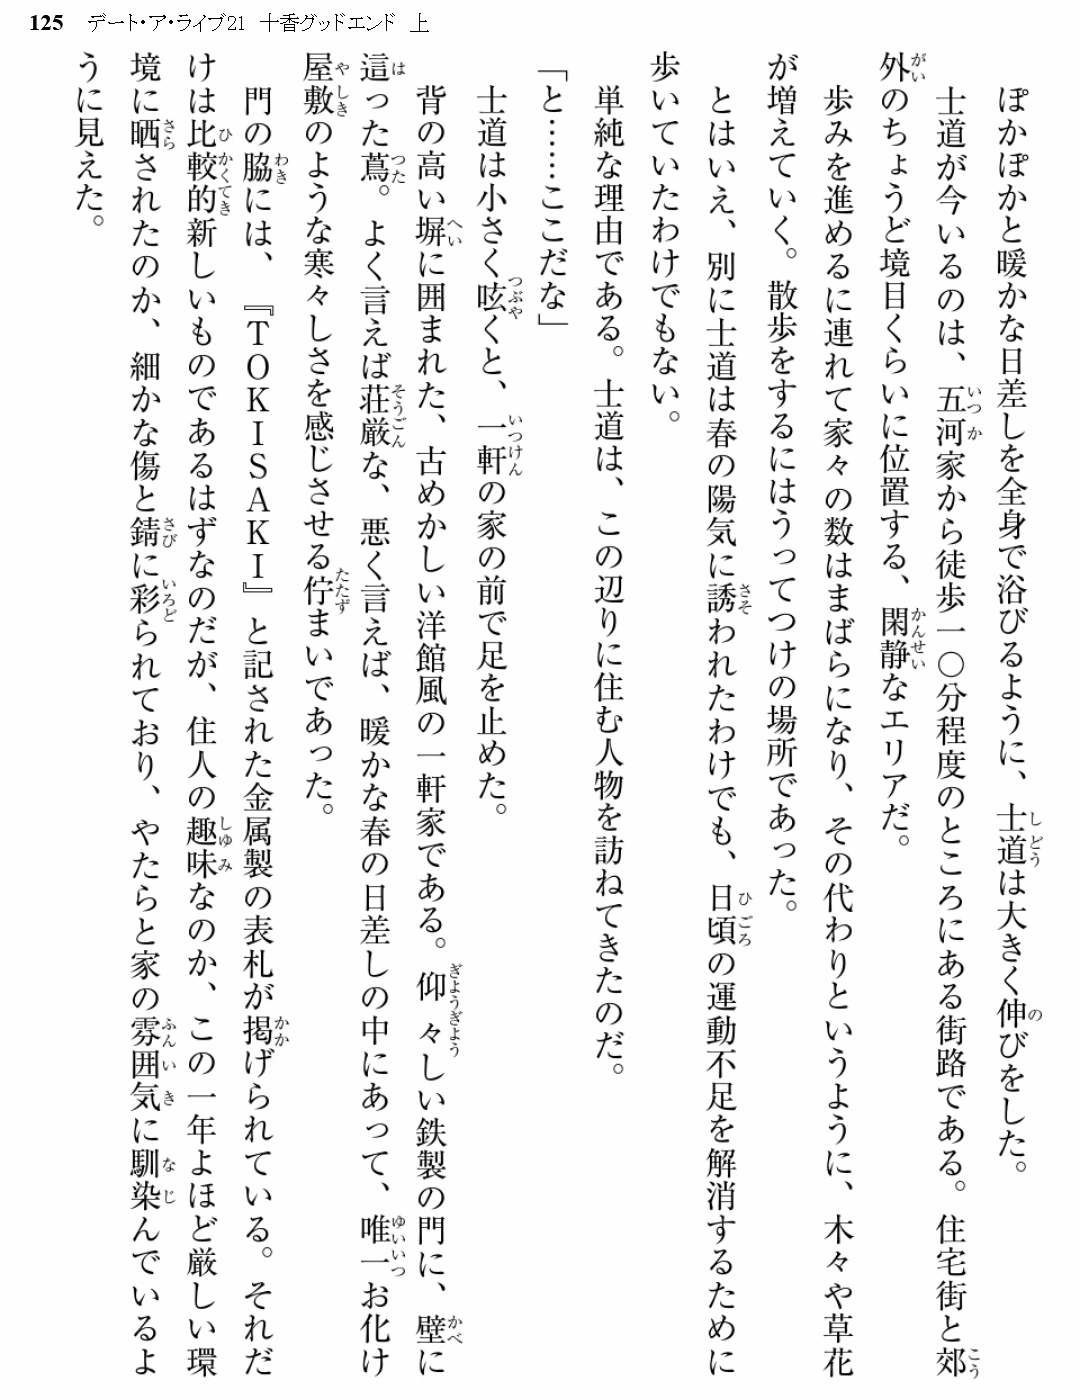 125 デート・ア・ライブ21 十香グッドエンド 上
ぽかぽかと暖かな日差しを全身で浴びるように、士道は大きく伸びをした。
士道が今いるのは、五河家から徒歩一〇分程度のところにある街路である。住宅街と郊
外のちょうど境目くらいに位置する、閑静なエリアだ。
歩みを進めるに連れて家々の数はまばらになり、その代わりというように、木々や草花
が増えていく。散歩をするにはうってつけの場所であった。
とはいえ、別に士道は春の陽気に誘われたわけでも、日頃の運動不足を解消するために
歩いていたわけでもない。
単純な理由である。士道は、この辺りに住む人物を訪ねてきたのだ。
「と……ここだな」
士道は小さく呟くと、一軒の家の前で足を止めた。
背の高い塀に囲まれた、古めかしい洋館風の一軒家である。仰々しい鉄製の門に、壁に
這った蔦。よく言えば荘厳な、悪く言えば、暖かな春の日差しの中にあって、唯一お化け
屋敷のような寒々しさを感じさせる佇まいであった。
門の脇には、『TOKISAKI』と記された金属製の表札が掲げられている。それだ
けは比較的新しいものであるはずなのだが、住人の趣味なのか、この一年よほど厳しい環
境に晒されたのか、細かな傷と錆に彩られており、やたらと家の雰囲気に馴染んでいるよ
うに見えた。